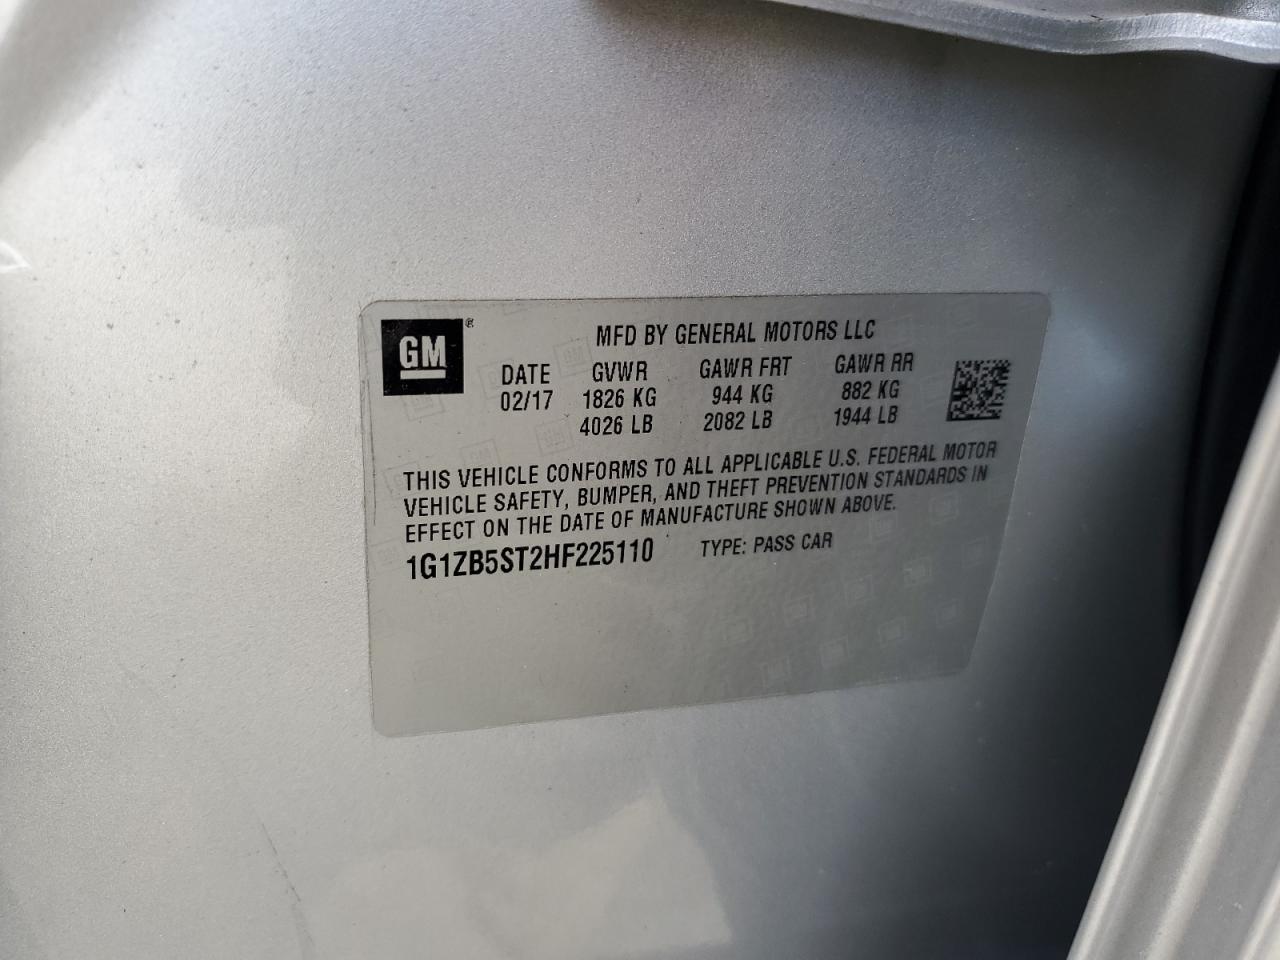 GM®
MFD BY GENERAL MOTORS LLC
DATE GVWR GAWR FRT GAWR RR
02/17 1826 KG 944 KG 882 KG
4026 LB 2082 LB 1944 LB
THIS VEHICLE CONFORMS TO ALL APPLICABLE U.S. FEDERAL MOTOR
VEHICLE SAFETY, BUMPER, AND THEFT PREVENTION STANDARDS IN
EFFECT ON THE DATE OF MANUFACTURE SHOWN ABOVE.
1G1ZB5ST2HF225110 TYPE: PASS CAR